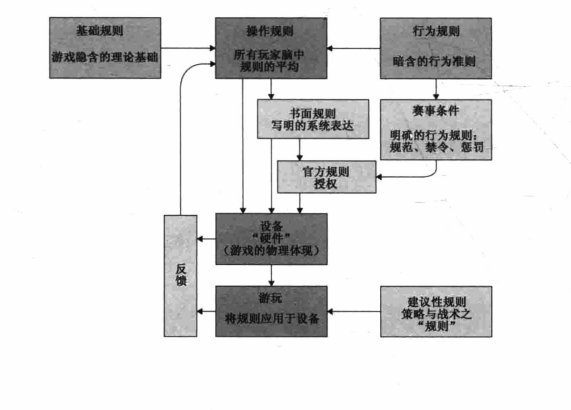 基础规则
游戏隐含的理论基础
操作规则
所有玩家脑中
规则的平均
行为规则
暗含的行为准则
书面规则
写明的系统表达
赛事条件
明确的行为规则:
规范、禁令、惩罚
官方规则
授权
设备
“硬件”
(游戏的物理体现)
反馈
游玩
将规则应用于设备
建议性规则
策略与战术之
“规则”